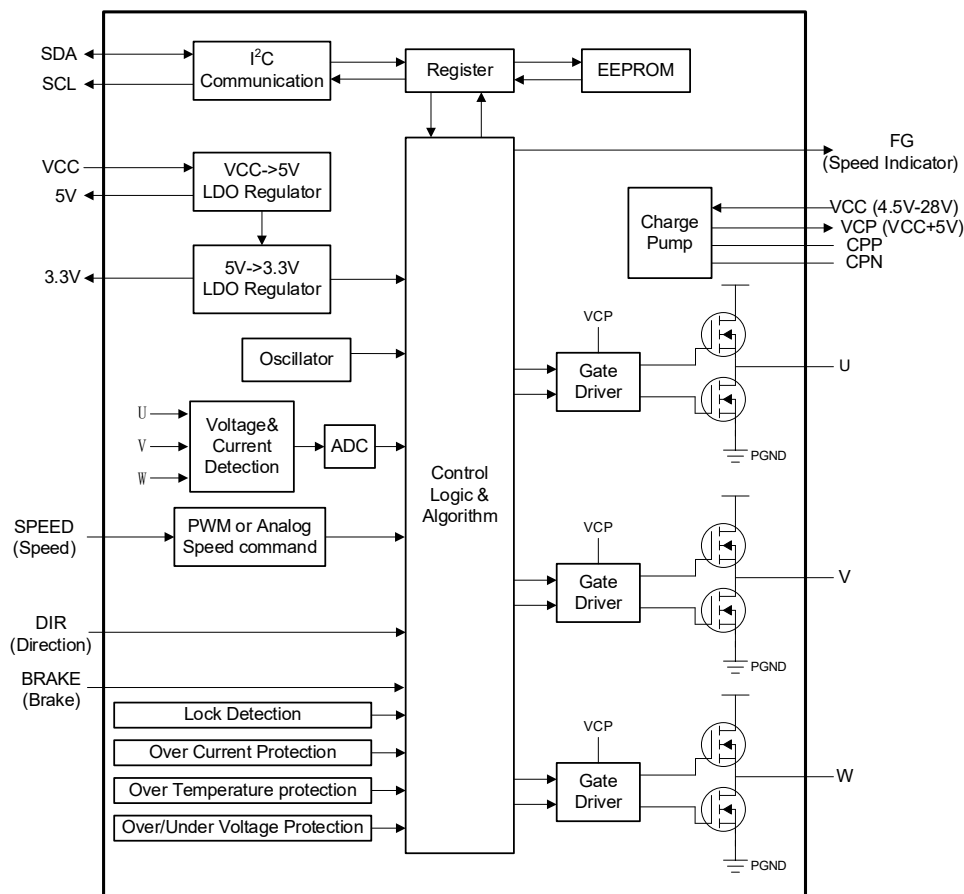 SDA
SCL
I²C
Communication
Register
EEPROM
VCC
5V
VCC->5V
LDO Regulator
FG
(Speed Indicator)
3.3V
5V->3.3V
LDO Regulator
Charge
Pump
VCC (4.5V-28V)
VCP (VCC+5V)
CPP
CPN
Oscillator
VCP
Gate
Driver
U
PGND
U
V
W
Voltage&
Current
Detection
ADC
Control
Logic &
Algorithm
SPEED
(Speed)
PWM or Analog
Speed command
VCP
Gate
Driver
V
PGND
DIR
(Direction)
BRAKE
(Brake)
Lock Detection
Over Current Protection
Over Temperature protection
Over/Under Voltage Protection
VCP
Gate
Driver
W
PGND